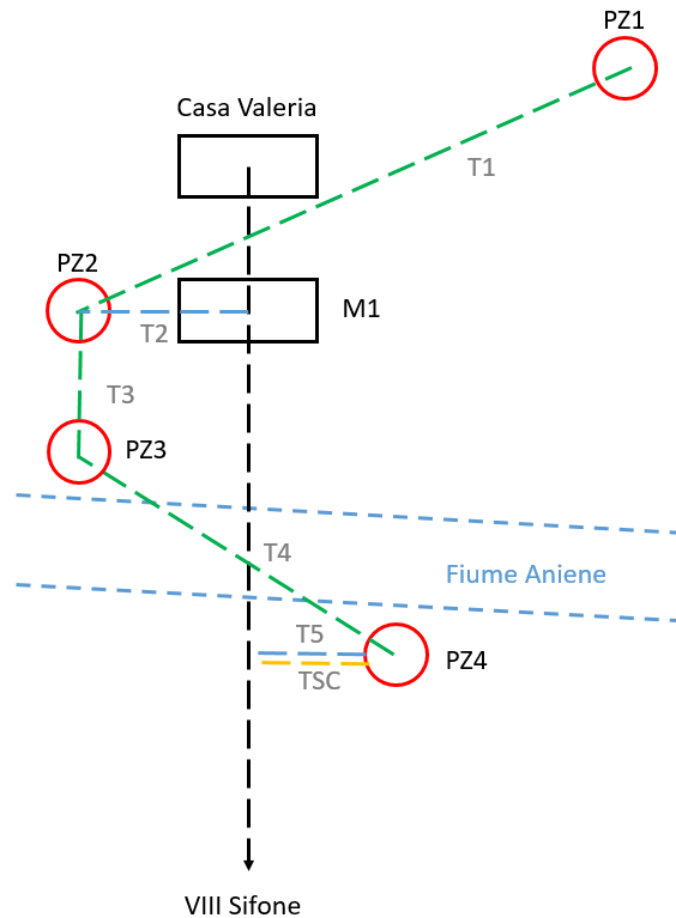 PZ1
Casa Valeria
T1
PZ2
M1
T2
T3
PZ3
T4
Fiume Aniene
T5
PZ4
TSC
VIII Sifone